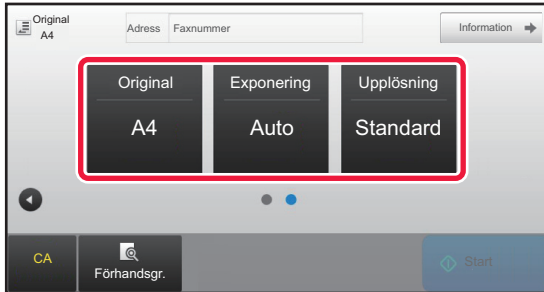 Original
A4
Adress Faxnummer
Information
Original Exponering Upplösning
A4 Auto Standard
CA
Förhandsgr.
Start